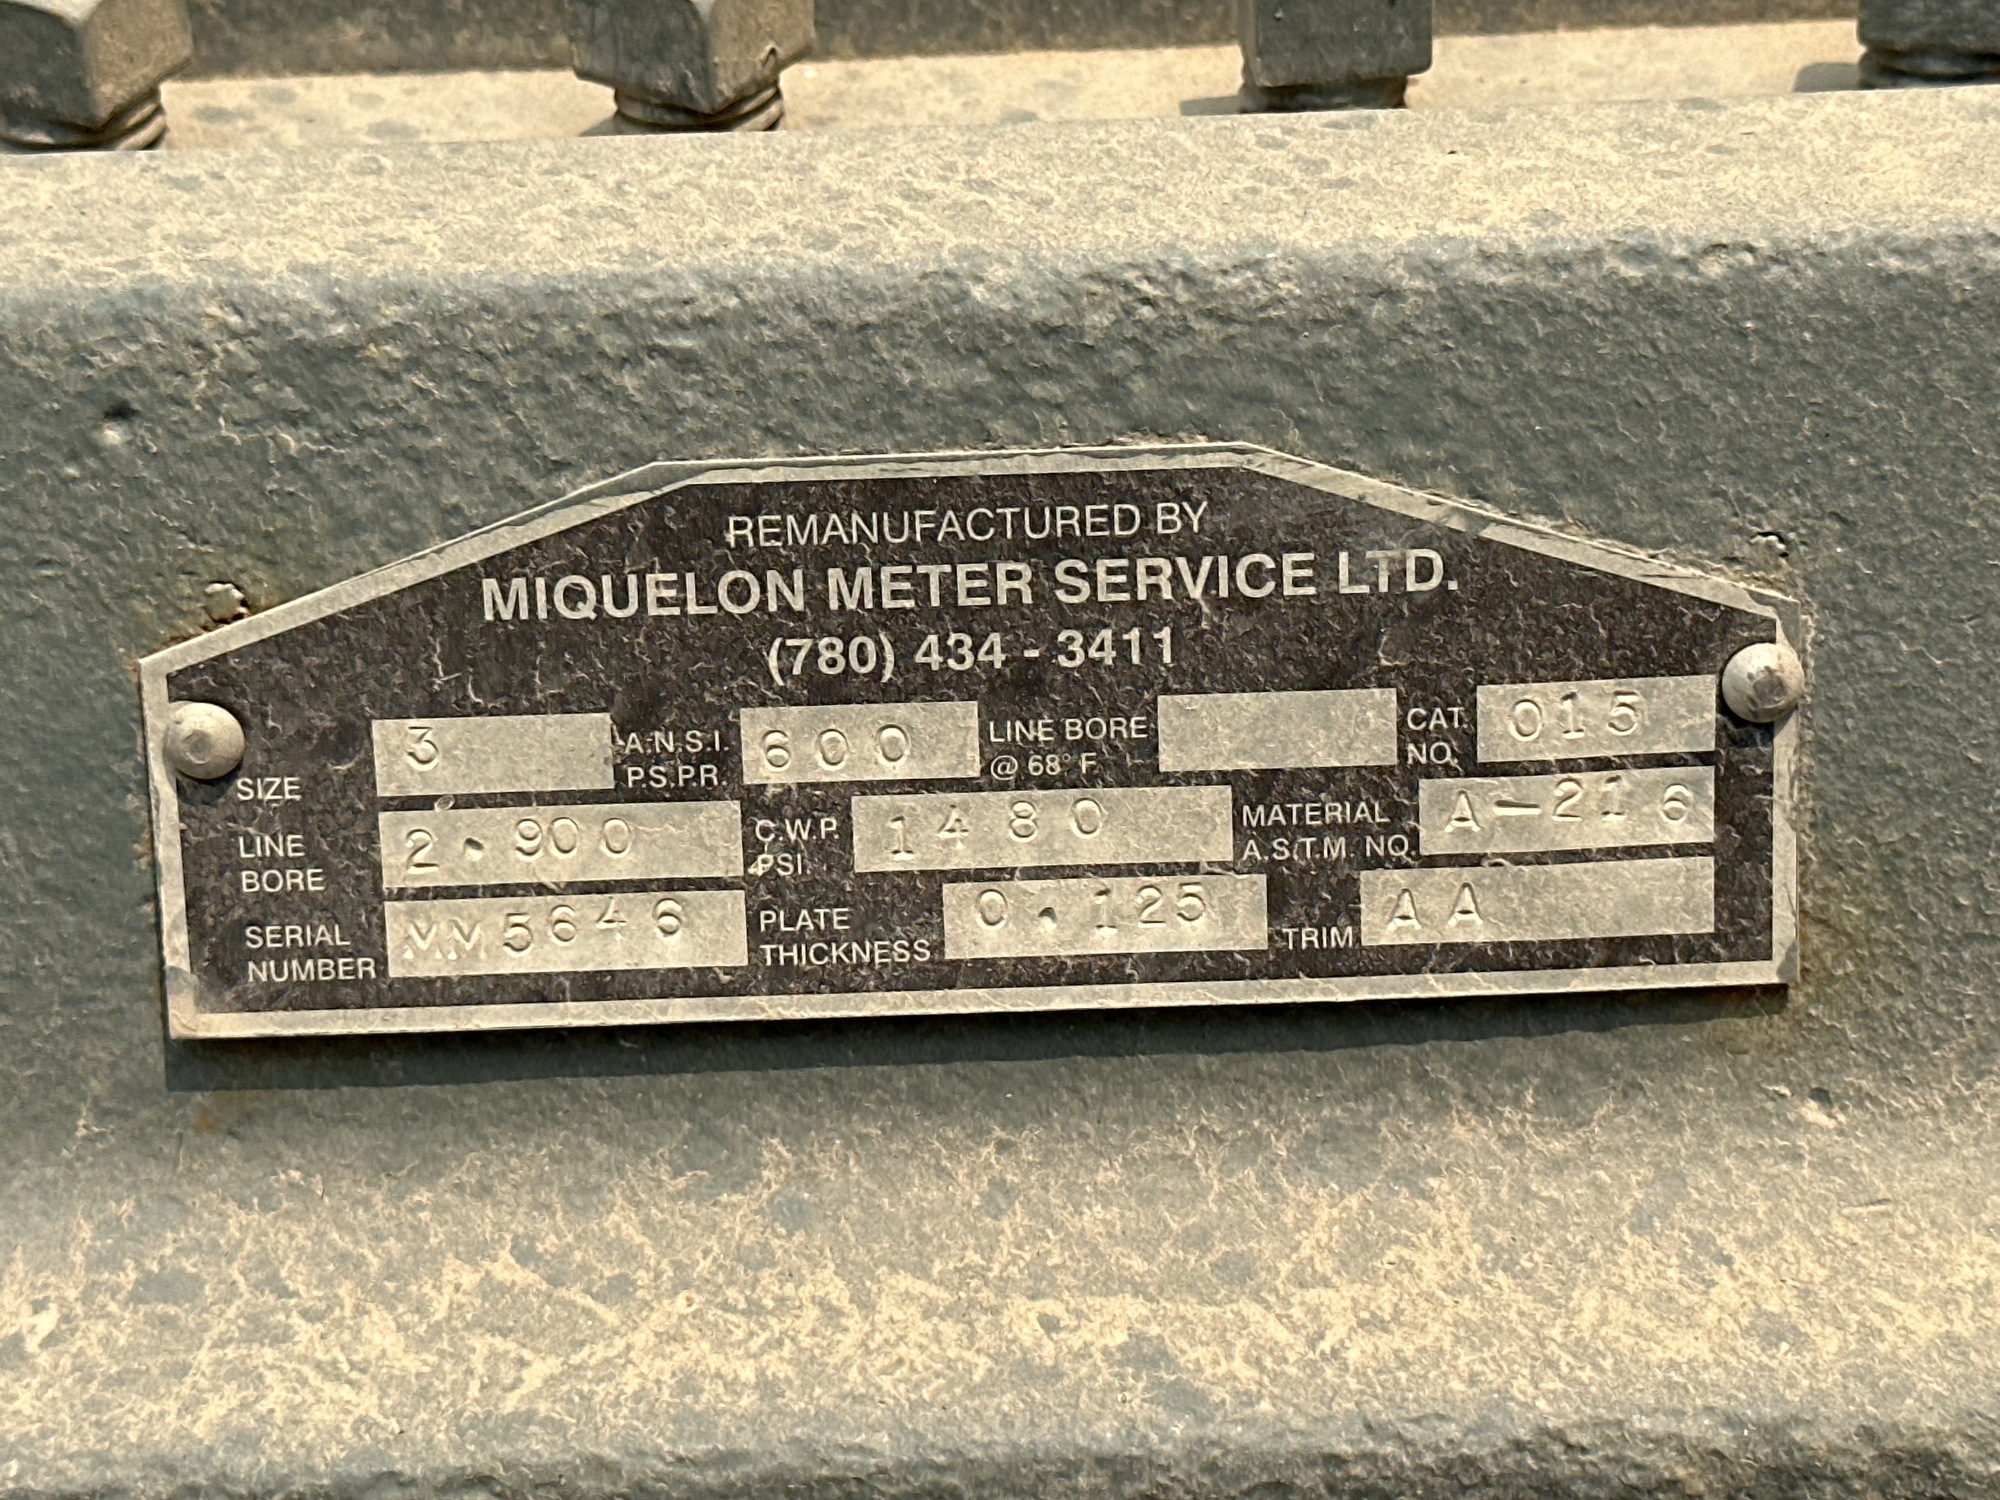 REMANUFACTURED BY
MIQUELON METER SERVICE LTD.
(780) 434 - 3411
SIZE 3 A.N.S.I. P.S.P.R. 600 LINE BORE @ 68° F CAT. NO. 015
LINE BORE 2.900 C.W.P. PSI. 1480 MATERIAL A.S.T.M. NO. A-216
SERIAL NUMBER MM5646 PLATE THICKNESS 0.125 TRIM AA